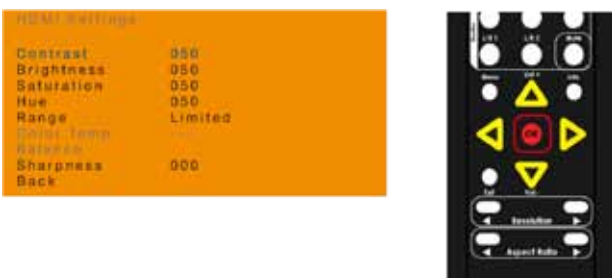 HDMI Settings
Contrast 050
Brightness 050
Saturation 050
Hue 050
Range Limited
Color Temp
Balance
Sharpness 000
Back
Mute
Menu
Info
OK
Exit
Resolution
Aspect Ratio